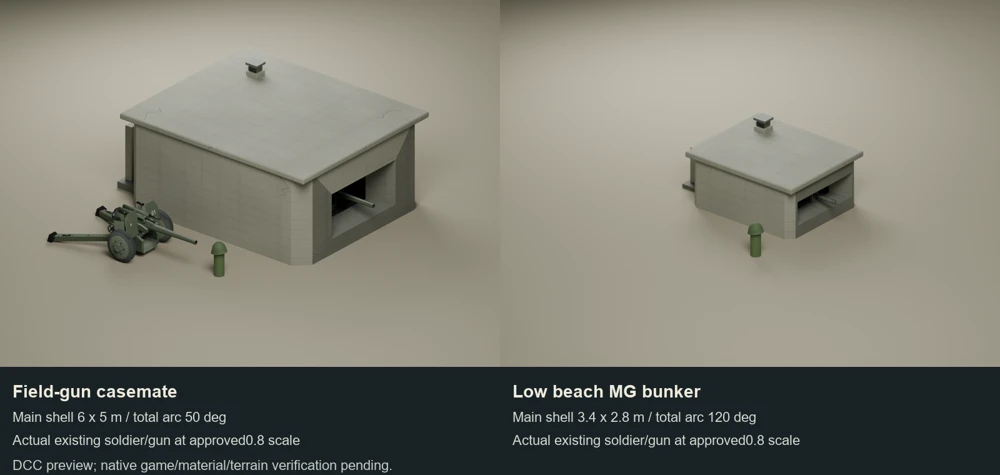 Field-gun casemate
Main shell 6 x 5 m / total arc 50 deg
Actual existing soldier/gun at approved0.8 scale
DCC preview; native game/material/terrain verification pending.
Low beach MG bunker
Main shell 3.4 x 2.8 m / total arc 120 deg
Actual existing soldier/gun at approved0.8 scale